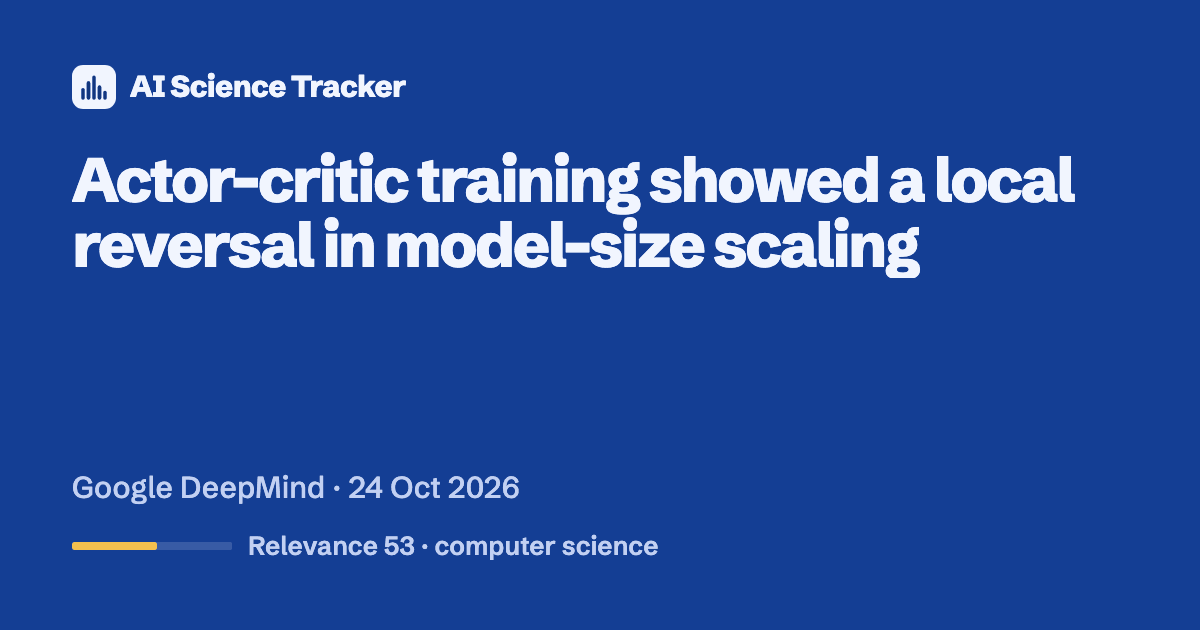 AI Science Tracker
Actor-critic training showed a local
reversal in model-size scaling
Google DeepMind · 24 Oct 2026
Relevance 53 · computer science